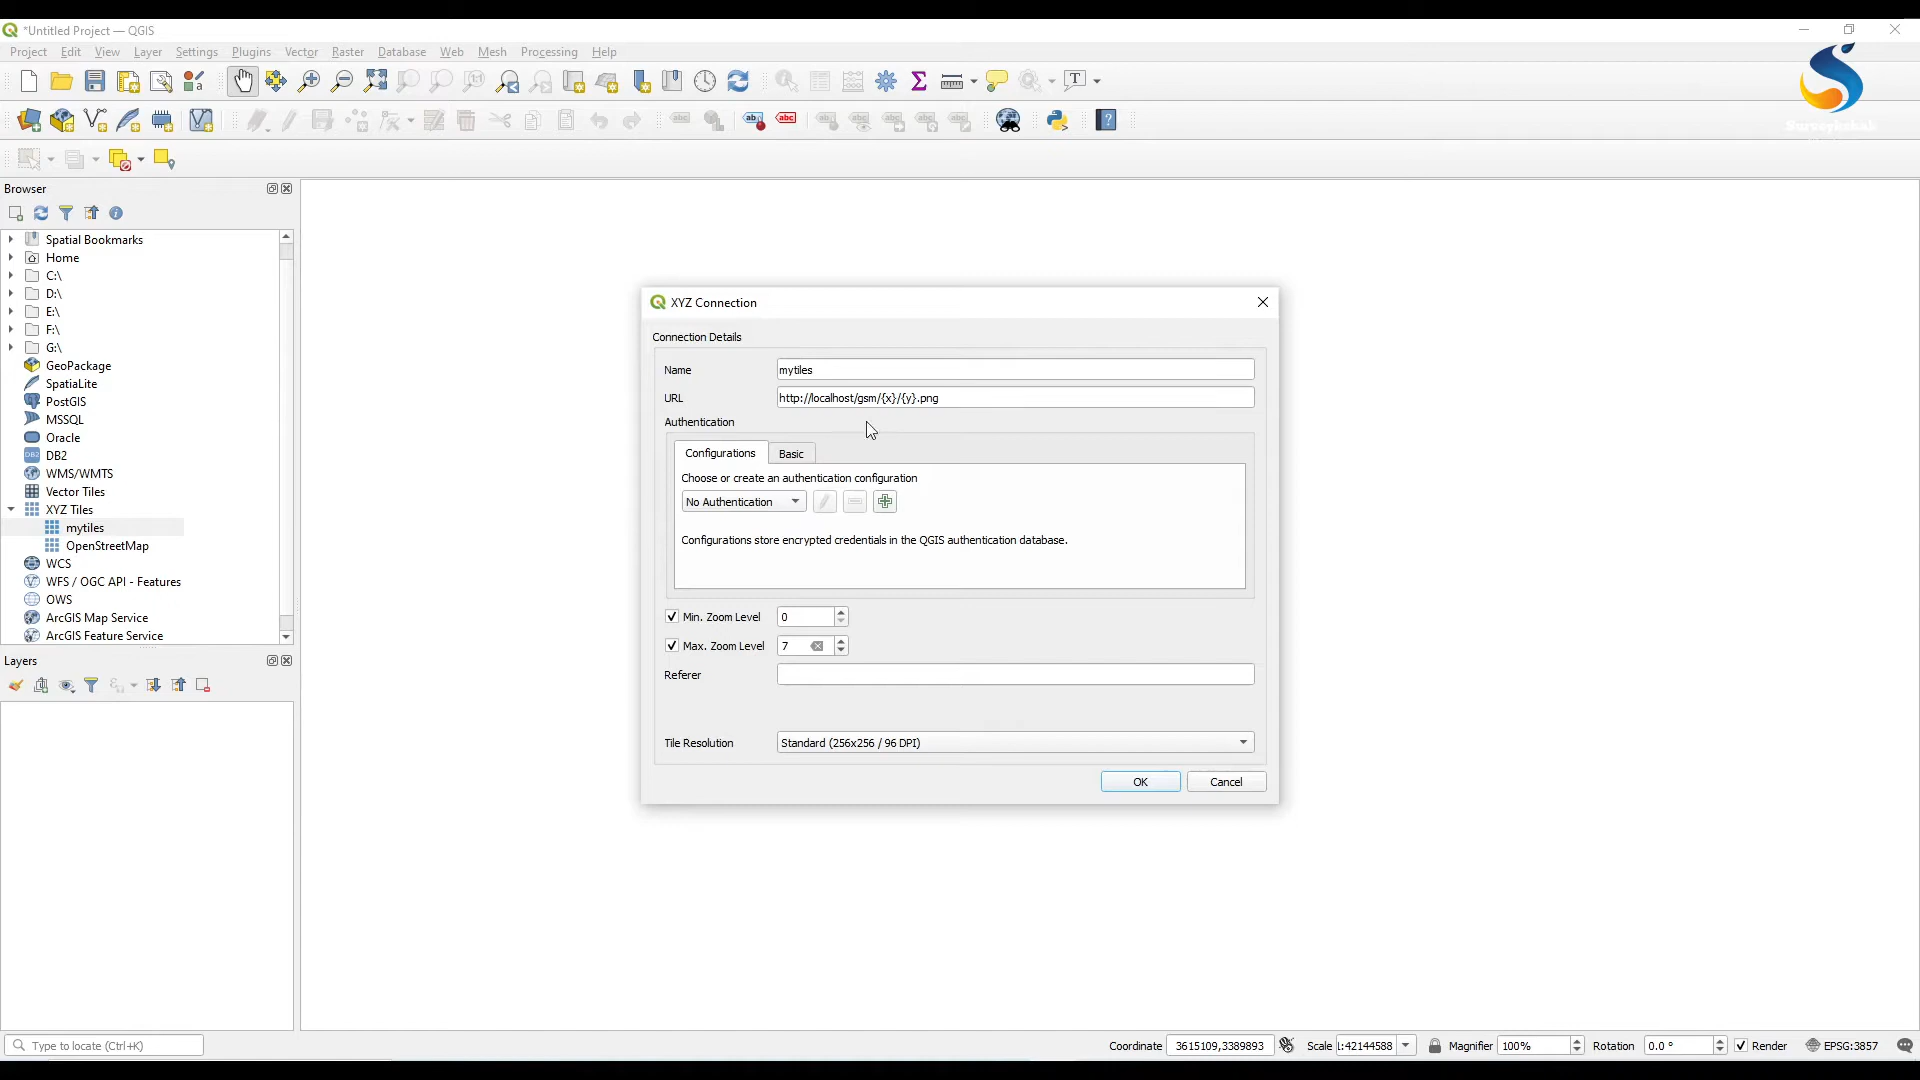 *Untitled Project — QGIS
Project Edit View Layer Settings Plugins Vector Raster Database Web Mesh Processing Help
Browser
Spatial Bookmarks
Home
C:\
D:\
E:\
F:\
G:\
GeoPackage
SpatiaLite
PostGIS
MSSQL
Oracle
DB2
WMS/WMTS
Vector Tiles
XYZ Tiles
mytiles
OpenStreetMap
WCS
WFS / OGC API - Features
OWS
ArcGIS Map Service
ArcGIS Feature Service
Layers
XYZ Connection
Connection Details
Name mytiles
URL http://localhost/gsm/{x}/{y}.png
Authentication
Configurations Basic
Choose or create an authentication configuration
No Authentication
Configurations store encrypted credentials in the QGIS authentication database.
Min. Zoom Level 0
Max. Zoom Level 7
Referer
Tile Resolution Standard (256x256 / 96 DPI)
OK Cancel
Type to locate (Ctrl+K) Coordinate 3615109,3389893 Scale 1:42144588 Magnifier 100% Rotation 0.0 ° Render EPSG:3857